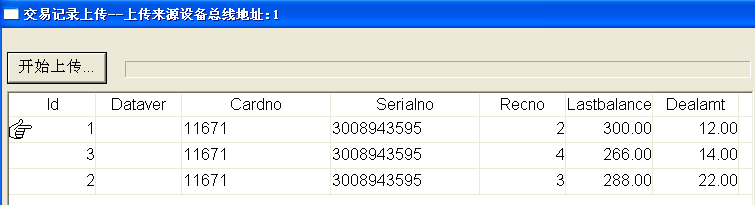 交易记录上传--上传来源设备总线地址:1
开始上传...
Id Dataver Cardno Serialno Recno Lastbalance Dealamt
1 11671 3008943595 2 300.00 12.00
3 11671 3008943595 4 266.00 14.00
2 11671 3008943595 3 288.00 22.00